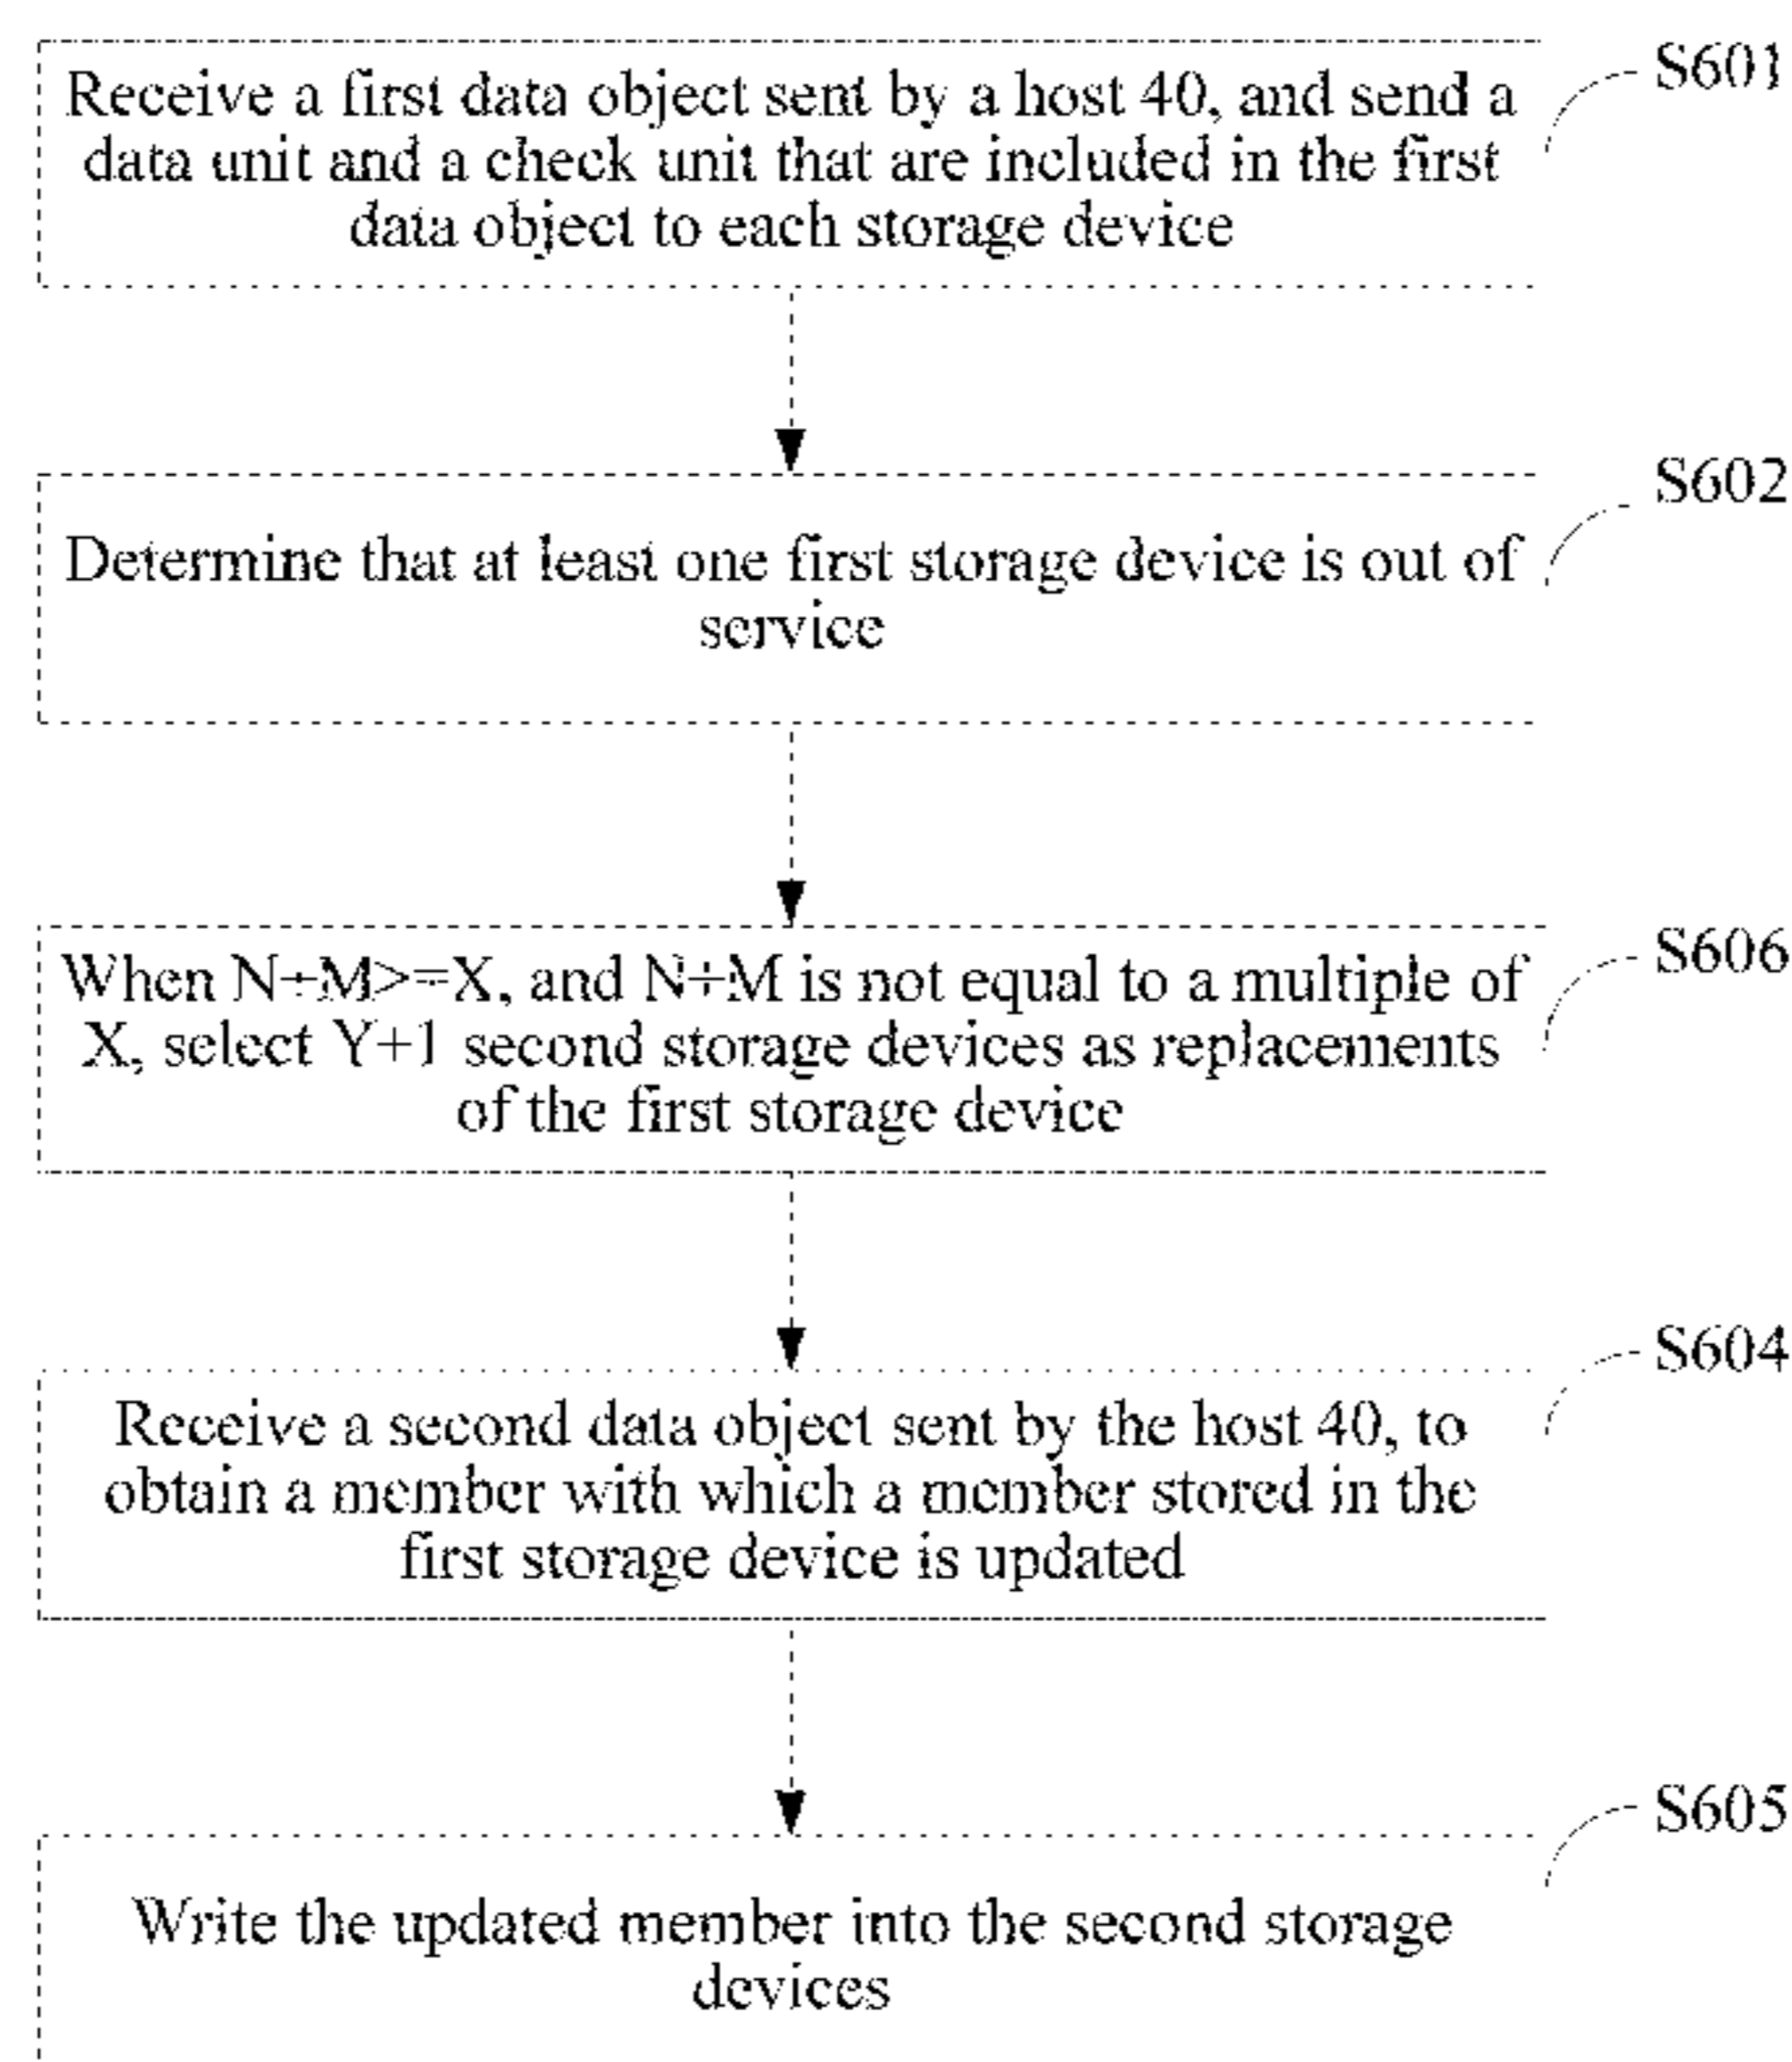 Receive a first data object sent by a host 40, and send a
data unit and a check unit that are included in the first
data object to each storage device
S601
Determine that at least one first storage device is out of
service
S602
When N+M>=X, and N+M is not equal to a multiple of
X, select Y+1 second storage devices as replacements
of the first storage device
S606
Receive a second data object sent by the host 40, to
obtain a member with which a member stored in the
first storage device is updated
S604
Write the updated member into the second storage
devices
S605